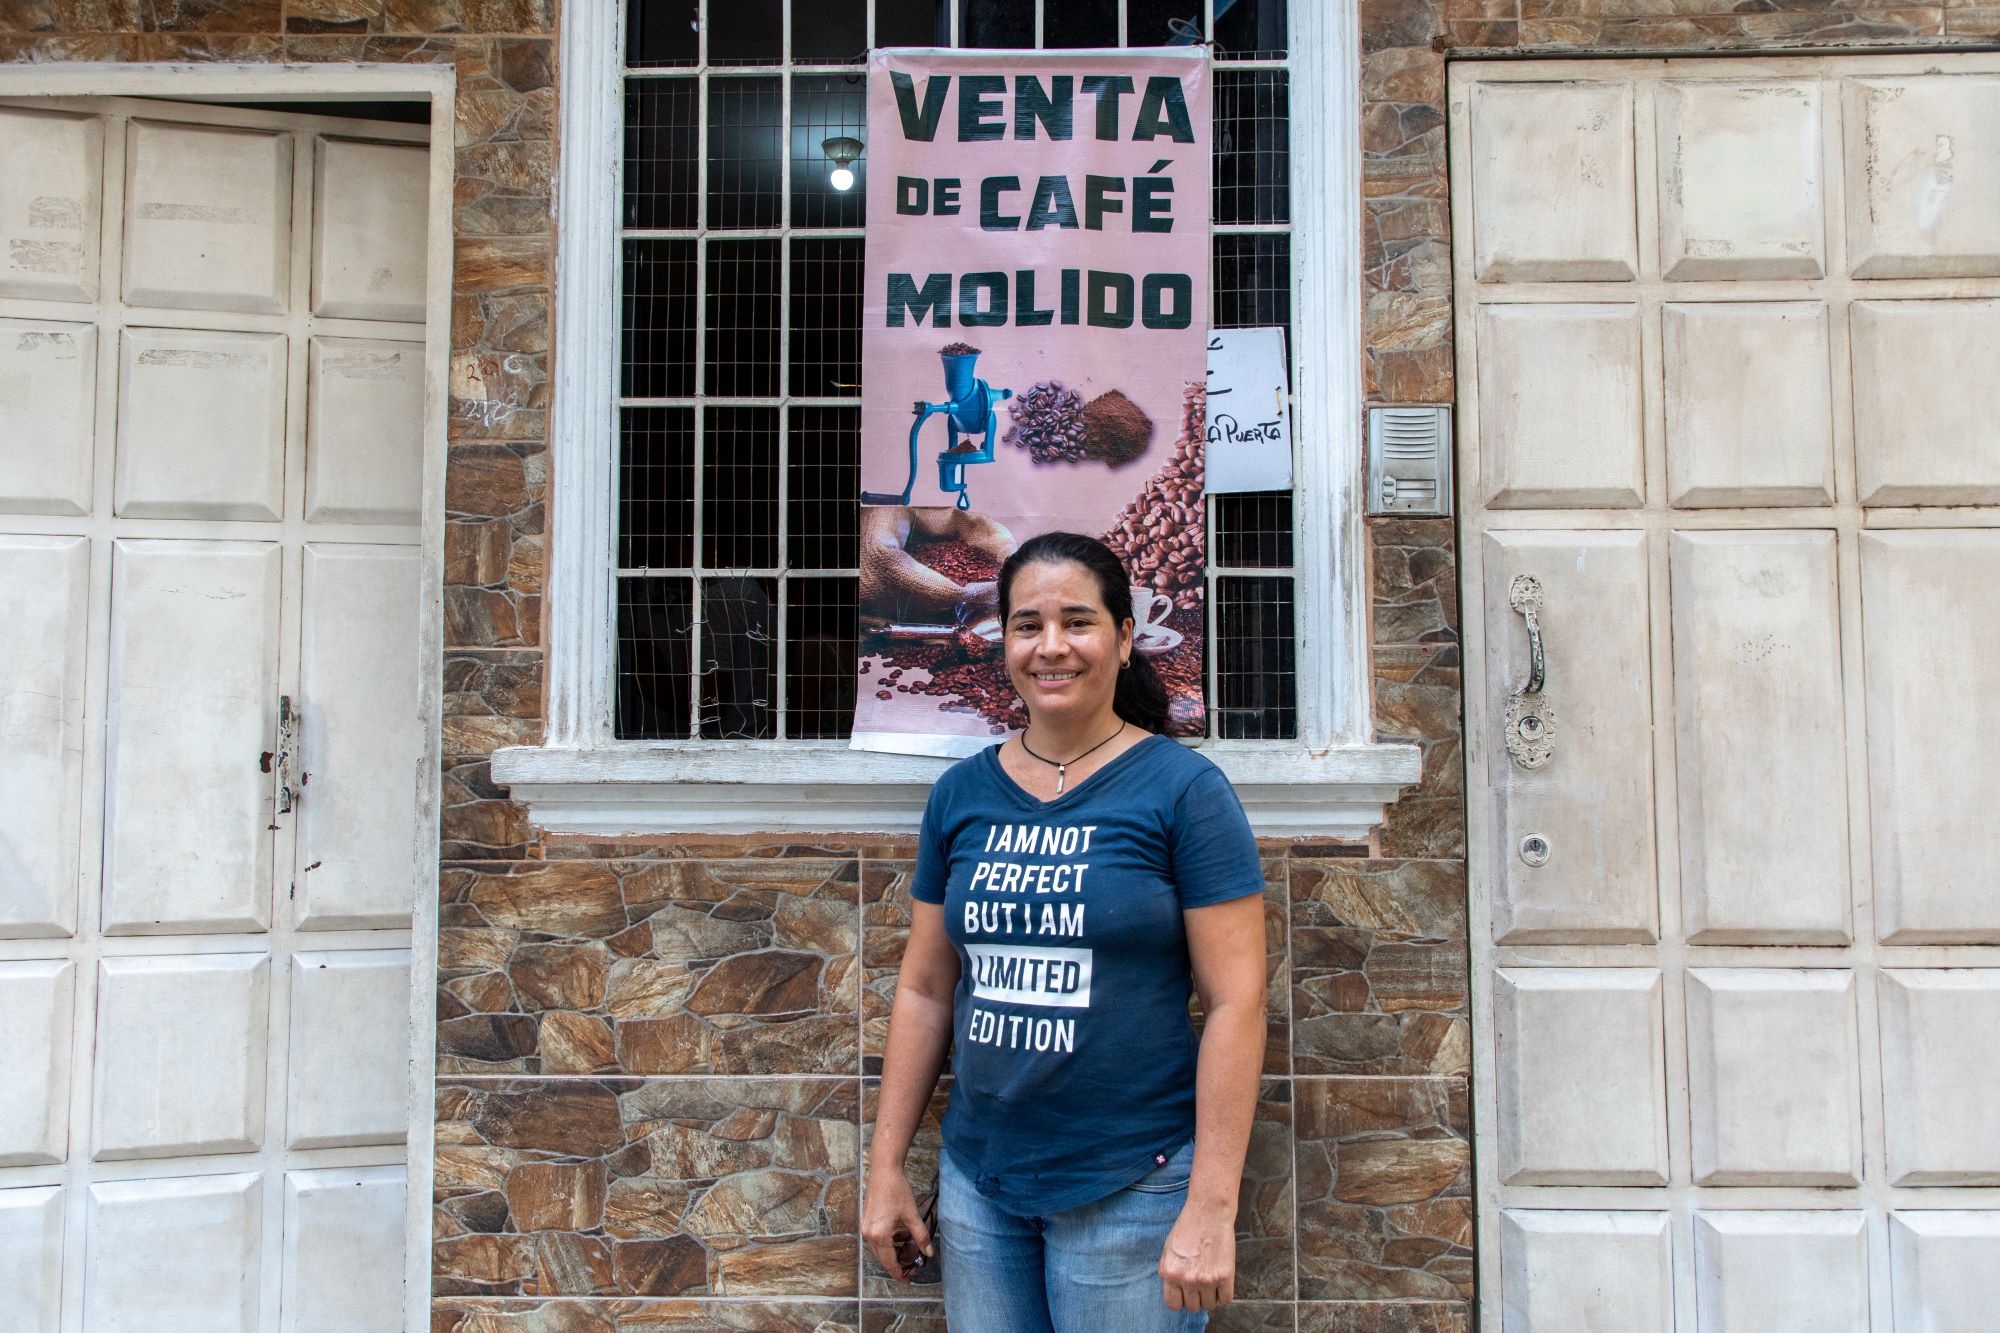 VENTA
DE CAFÉ
MOLIDO
PUERTA
I AM NOT
PERFECT
BUT I AM
LIMITED
EDITION